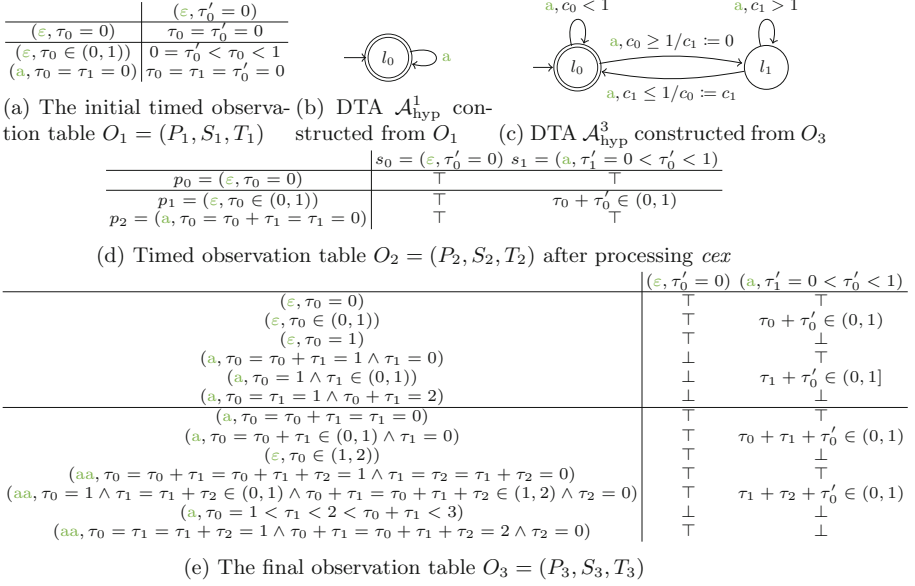 (ε, τ′0 = 0)
(ε, τ0 = 0) τ0 = τ′0 = 0
(ε, τ0 ∈ (0, 1)) 0 = τ′0 < τ0 < 1
(a, τ0 = τ1 = 0) τ0 = τ1 = τ′0 = 0
(a) The initial timed observa-
tion table O1 = (P1, S1, T1)
l0 a
(b) DTA A^1_hyp con-
structed from O1
a, c0 < 1 a, c1 > 1
a, c0 ≥ 1/c1 := 0
l0 l1
a, c1 ≤ 1/c0 := c1
(c) DTA A^3_hyp constructed from O3
s0 = (ε, τ′0 = 0) s1 = (a, τ′1 = 0 < τ′0 < 1)
p0 = (ε, τ0 = 0) ⊤ ⊤
p1 = (ε, τ0 ∈ (0, 1)) ⊤ τ0 + τ′0 ∈ (0, 1)
p2 = (a, τ0 = τ0 + τ1 = τ1 = 0) ⊤ ⊤
(d) Timed observation table O2 = (P2, S2, T2) after processing cex
(ε, τ′0 = 0) (a, τ′1 = 0 < τ′0 < 1)
(ε, τ0 = 0) ⊤ ⊤
(ε, τ0 ∈ (0, 1)) ⊤ τ0 + τ′0 ∈ (0, 1)
(ε, τ0 = 1) ⊤ ⊥
(a, τ0 = τ0 + τ1 = 1 ∧ τ1 = 0) ⊥ ⊤
(a, τ0 = 1 ∧ τ1 ∈ (0, 1)) ⊥ τ1 + τ′0 ∈ (0, 1]
(a, τ0 = τ1 = 1 ∧ τ0 + τ1 = 2) ⊥ ⊥
(a, τ0 = τ0 + τ1 = τ1 = 0) ⊤ ⊤
(a, τ0 = τ0 + τ1 ∈ (0, 1) ∧ τ1 = 0) ⊤ τ0 + τ1 + τ′0 ∈ (0, 1)
(ε, τ0 ∈ (1, 2)) ⊤ ⊥
(aa, τ0 = τ0 + τ1 = τ0 + τ1 + τ2 = 1 ∧ τ1 = τ2 = τ1 + τ2 = 0) ⊤ ⊤
(aa, τ0 = 1 ∧ τ1 = τ1 + τ2 ∈ (0, 1) ∧ τ0 + τ1 = τ0 + τ1 + τ2 ∈ (1, 2) ∧ τ2 = 0) ⊤ τ1 + τ2 + τ′0 ∈ (0, 1)
(a, τ0 = 1 < τ1 < 2 < τ0 + τ1 < 3) ⊥ ⊥
(aa, τ0 = τ1 = τ1 + τ2 = 1 ∧ τ0 + τ1 = τ0 + τ1 + τ2 = 2 ∧ τ2 = 0) ⊤ ⊥
(e) The final observation table O3 = (P3, S3, T3)